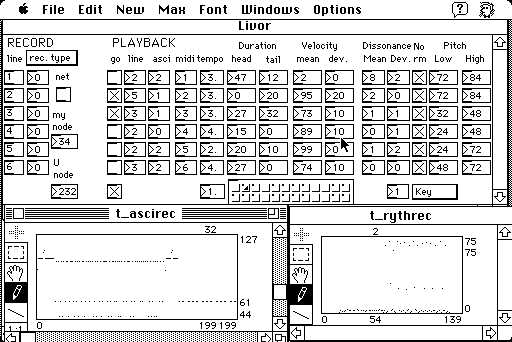 File Edit New Max Font Windows Options
Livor
RECORD PLAYBACK Duration Velocity Dissonance No Pitch
line rec. type go line asci midi tempo head tail mean dev. Mean Dev. rm Low High
1 0 net 2 2 1 3. 47 12 2 0 8 2 72 84
2 0 5 1 2 3. 0 20 95 20 2 0 72 84
3 0 my 3 1 2 3. 27 32 73 10 1 1 32 48
4 0 node 2 0 4 4. 15 0 89 10 0 1 24 48
5 0 34 2 2 5 2. 20 10 99 0 1 2 24 48
6 0 U 3 2 6 4. 27 0 74 10 0 1 48 72
node
232 1. 1 Key
t_ascirec
32
127
61
44
0 199 199
1:1
t_rythrec
2
75
75
0
0 54 139